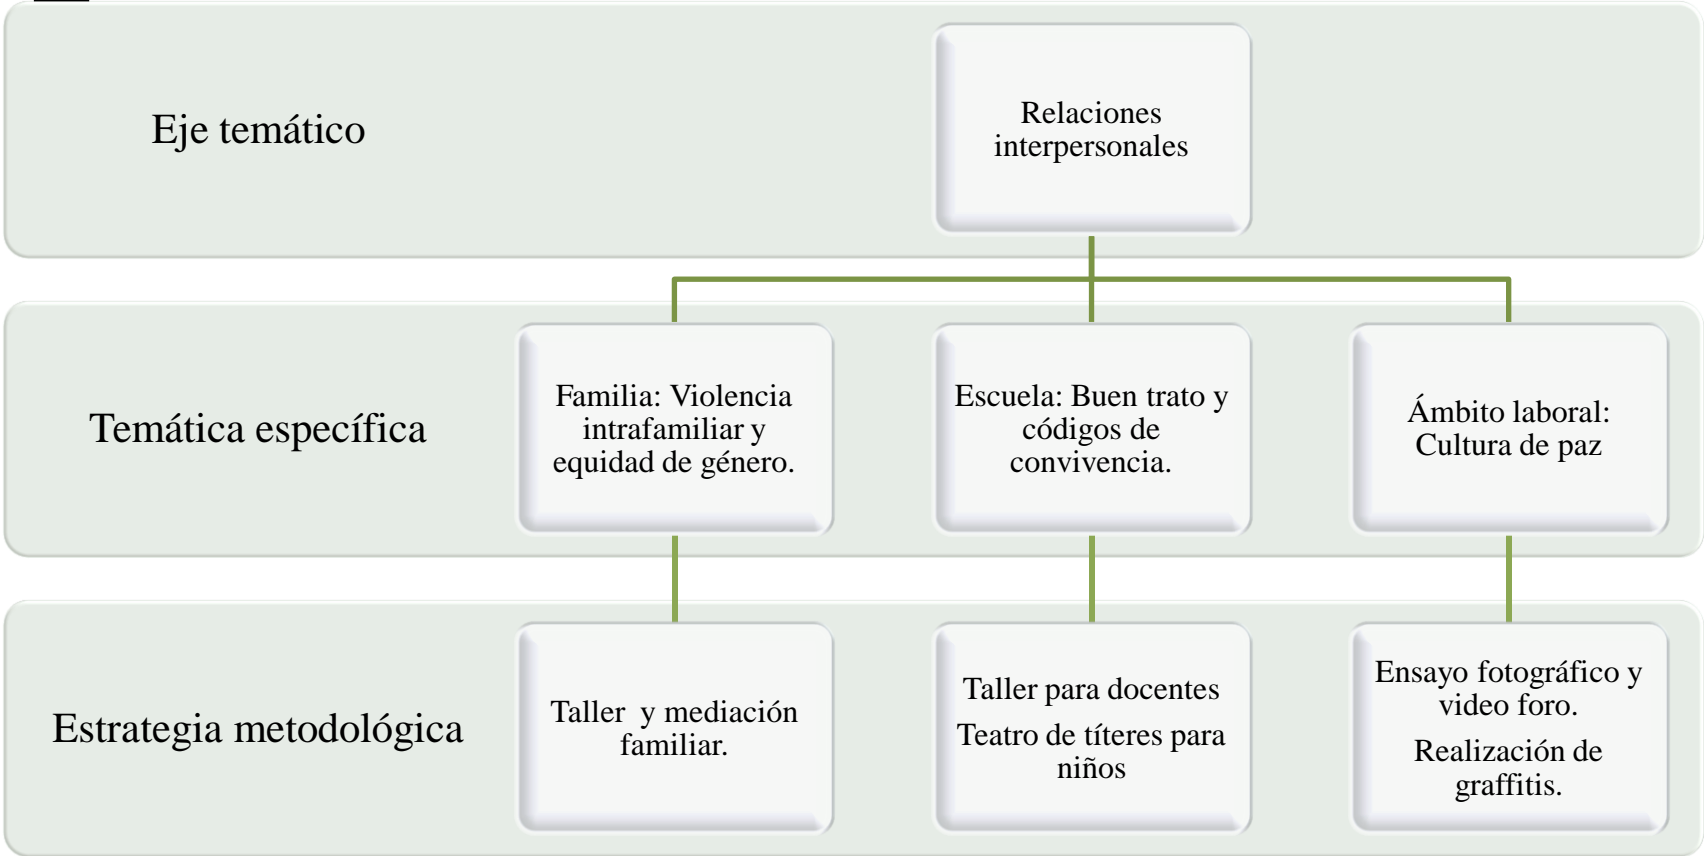 Eje temático
Relaciones
interpersonales
Temática específica
Familia: Violencia
intrafamiliar y
equidad de género.
Escuela: Buen trato y
códigos de
convivencia.
Ámbito laboral:
Cultura de paz
Estrategia metodológica
Taller y mediación
familiar.
Taller para docentes
Teatro de títeres para
niños
Ensayo fotográfico y
video foro.
Realización de
graffitis.